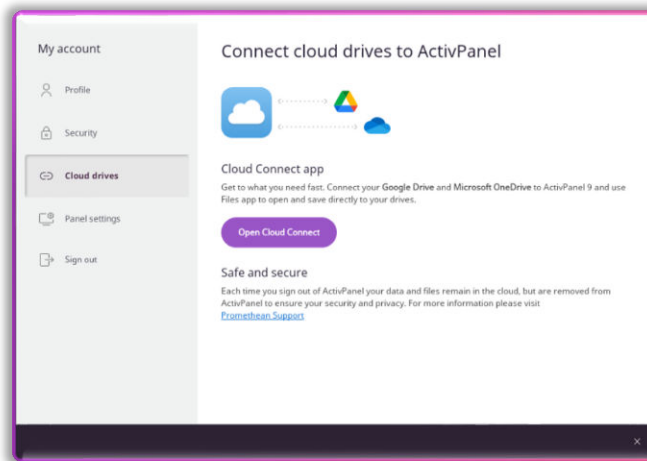 My account
Profile
Security
Cloud drives
Panel settings
Sign out
Connect cloud drives to ActivPanel
Cloud Connect app
Get to what you need fast. Connect your Google Drive and Microsoft OneDrive to ActivPanel 9 and use
Files app to open and save directly to your drives.
Open Cloud Connect
Safe and secure
Each time you sign out of ActivPanel your data and files remain in the cloud, but are removed from
ActivPanel to ensure your security and privacy. For more information please visit
Promethean Support